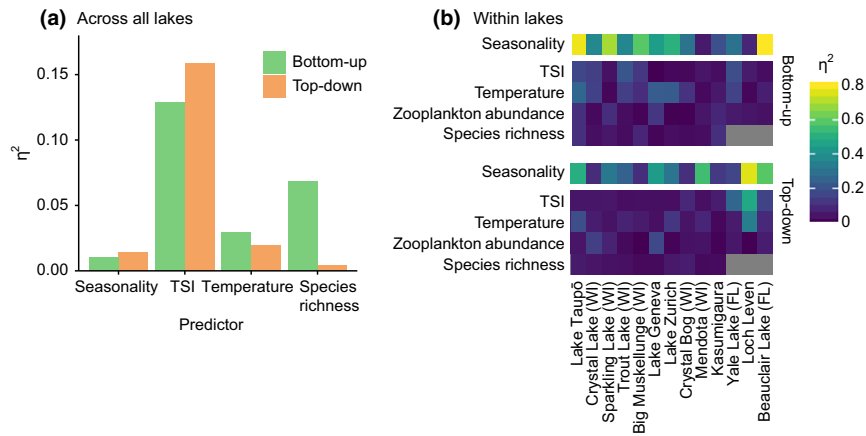 (a) Across all lakes
Bottom-up
Top-down
0.15
0.10
0.05
0.00
η²
Seasonality TSI Temperature Species
richness
Predictor
(b) Within lakes
Seasonality
TSI
Temperature
Zooplankton abundance
Species richness
Bottom-up
Seasonality
TSI
Temperature
Zooplankton abundance
Species richness
Top-down
Lake Taupō
Crystal Lake (WI)
Sparkling Lake (WI)
Trout Lake (WI)
Big Muskellunge (WI)
Lake Geneva
Lake Zurich
Crystal Bog (WI)
Mendota (WI)
Kasumigaura
Yale Lake (FL)
Loch Leven
Beauclair Lake (FL)
η²
0.8
0.6
0.4
0.2
0